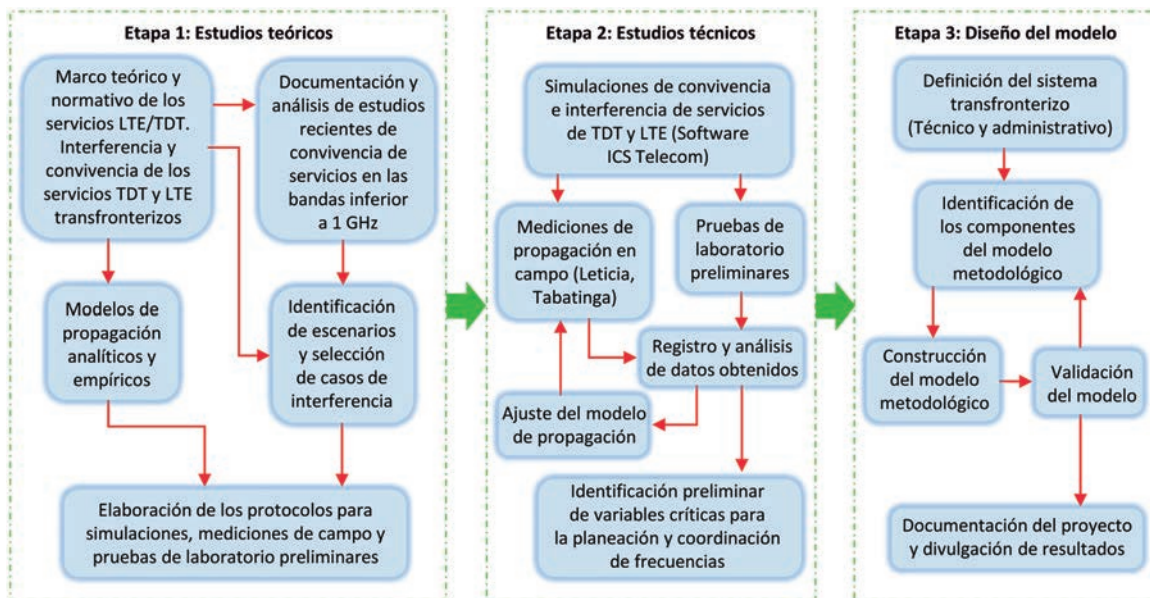 Etapa 1: Estudios teóricos
Marco teórico y
normativo de los
servicios LTE/TDT.
Interferencia y
convivencia de los
servicios TDT y LTE
transfronterizos
Documentación y
análisis de estudios
recientes de
convivencia de
servicios en las
bandas inferior
a 1 GHz
Modelos de
propagación
analíticos y
empíricos
Identificación
de escenarios
y selección
de casos de
interferencia
Elaboración de los protocolos para
simulaciones, mediciones de campo y
pruebas de laboratorio preliminares
Etapa 2: Estudios técnicos
Simulaciones de convivencia
e interferencia de servicios
de TDT y LTE (Software
ICS Telecom)
Mediciones de
propagación en
campo (Leticia,
Tabatinga)
Pruebas de
laboratorio
preliminares
Registro y análisis
de datos obtenidos
Ajuste del modelo
de propagación
Identificación preliminar
de variables críticas para
la planeación y coordinación
de frecuencias
Etapa 3: Diseño del modelo
Definición del sistema
transfronterizo
(Técnico y administrativo)
Identificación de
los componentes
del modelo
metodológico
Construcción
del modelo
metodológico
Validación
del modelo
Documentación del proyecto
y divulgación de resultados